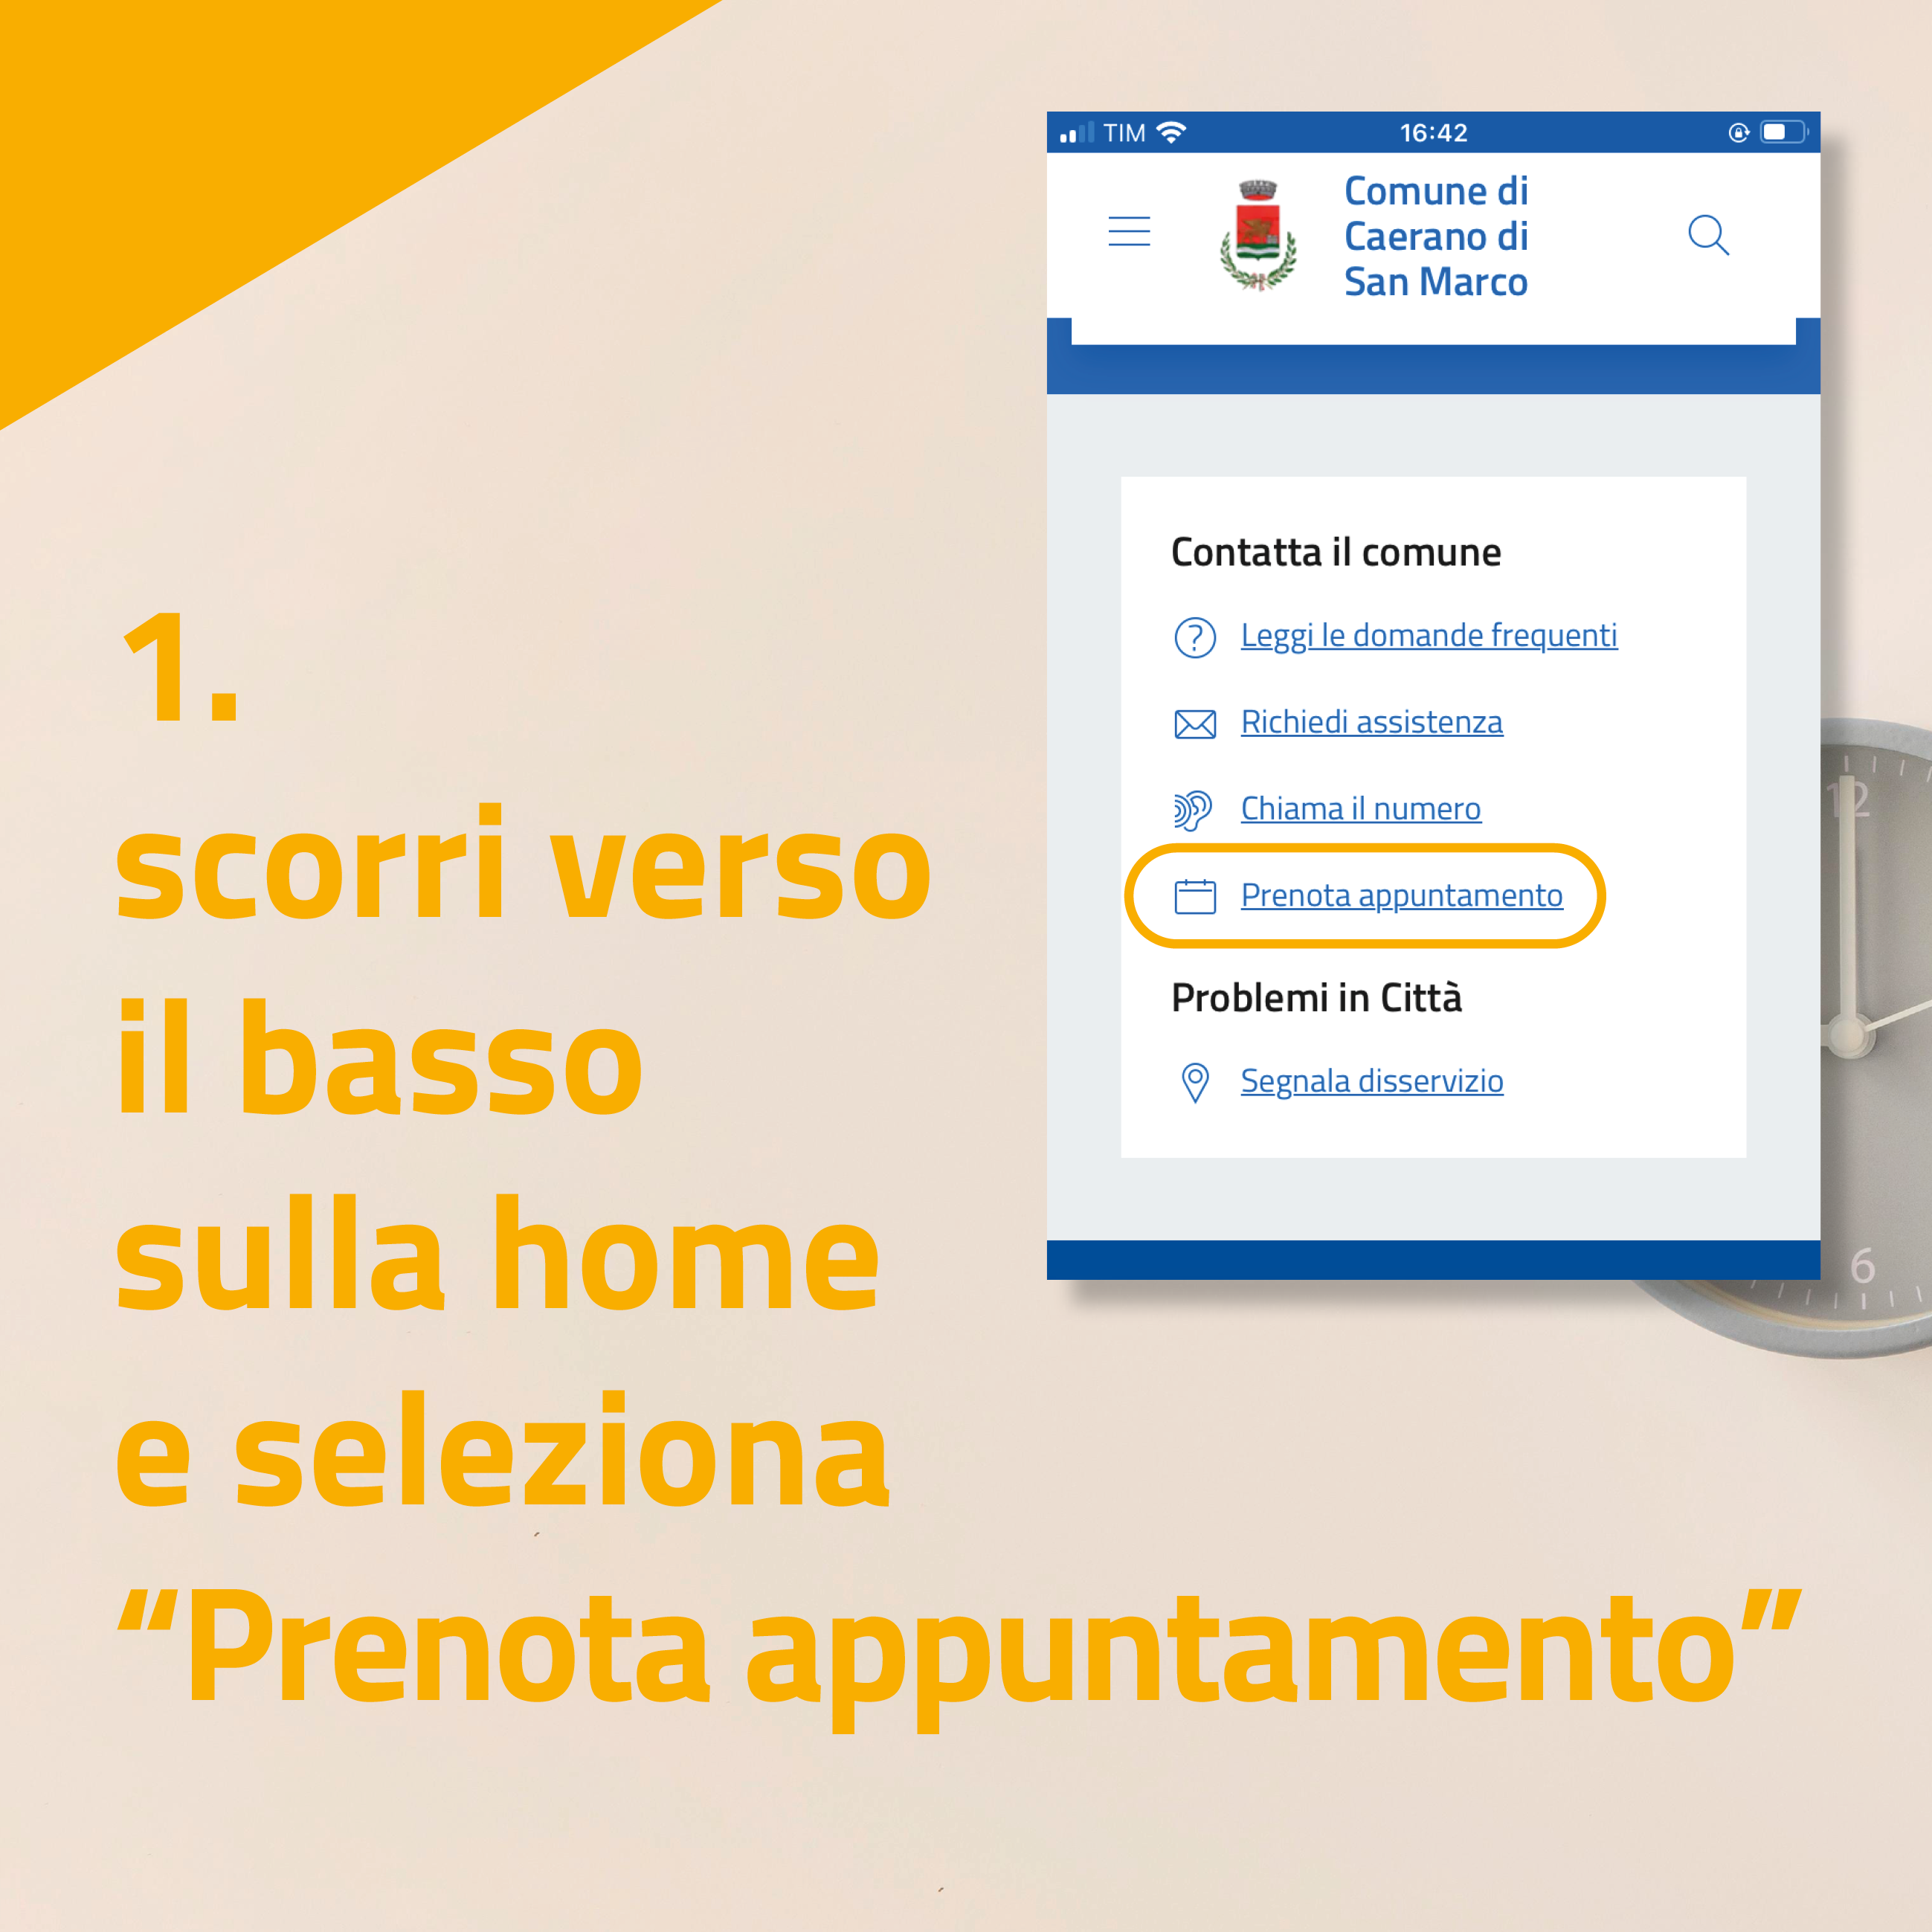 TIM
16:42
Comune di
Caerano di
San Marco
Contatta il comune
Leggi le domande frequenti
Richiedi assistenza
Chiama il numero
Prenota appuntamento
Problemi in Città
Segnala disservizio
12
6
1.
scorri verso
il basso
sulla home
e seleziona
“Prenota appuntamento”